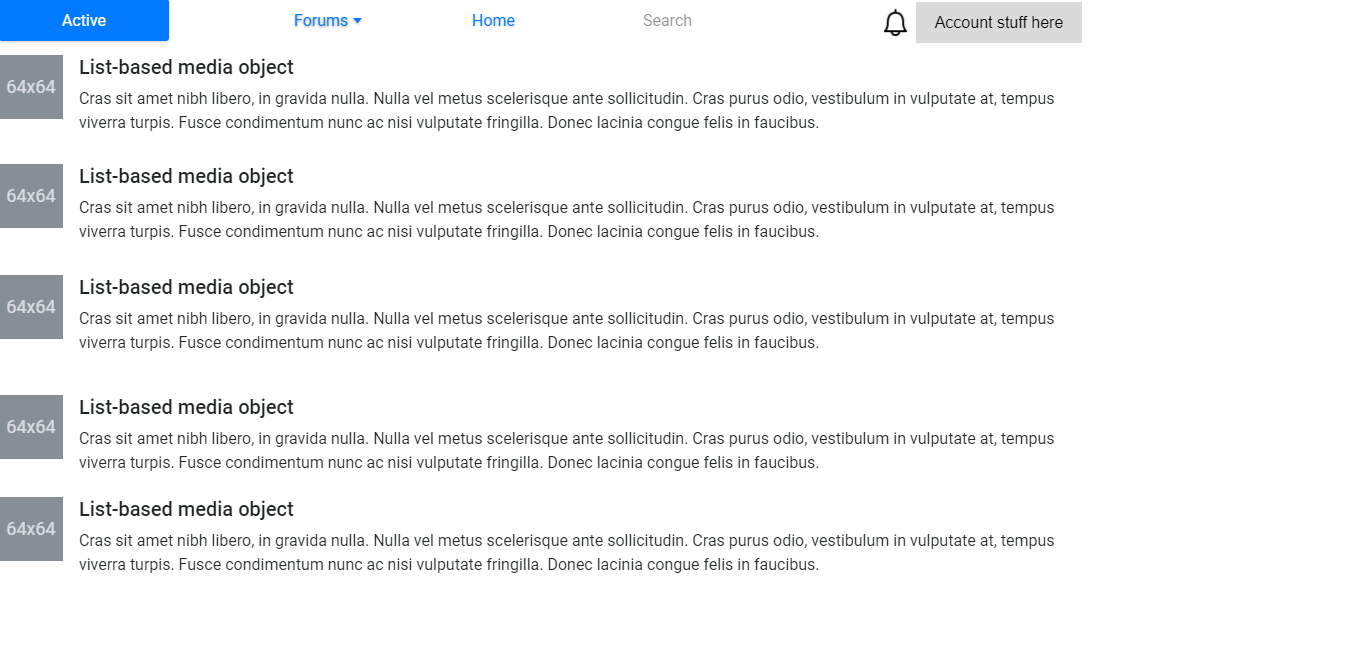 Active Forums Home Search Account stuff here
64x64 List-based media object
Cras sit amet nibh libero, in gravida nulla. Nulla vel metus scelerisque ante sollicitudin. Cras purus odio, vestibulum in vulputate at, tempus
viverra turpis. Fusce condimentum nunc ac nisi vulputate fringilla. Donec lacinia congue felis in faucibus.
64x64 List-based media object
Cras sit amet nibh libero, in gravida nulla. Nulla vel metus scelerisque ante sollicitudin. Cras purus odio, vestibulum in vulputate at, tempus
viverra turpis. Fusce condimentum nunc ac nisi vulputate fringilla. Donec lacinia congue felis in faucibus.
64x64 List-based media object
Cras sit amet nibh libero, in gravida nulla. Nulla vel metus scelerisque ante sollicitudin. Cras purus odio, vestibulum in vulputate at, tempus
viverra turpis. Fusce condimentum nunc ac nisi vulputate fringilla. Donec lacinia congue felis in faucibus.
64x64 List-based media object
Cras sit amet nibh libero, in gravida nulla. Nulla vel metus scelerisque ante sollicitudin. Cras purus odio, vestibulum in vulputate at, tempus
viverra turpis. Fusce condimentum nunc ac nisi vulputate fringilla. Donec lacinia congue felis in faucibus.
64x64 List-based media object
Cras sit amet nibh libero, in gravida nulla. Nulla vel metus scelerisque ante sollicitudin. Cras purus odio, vestibulum in vulputate at, tempus
viverra turpis. Fusce condimentum nunc ac nisi vulputate fringilla. Donec lacinia congue felis in faucibus.